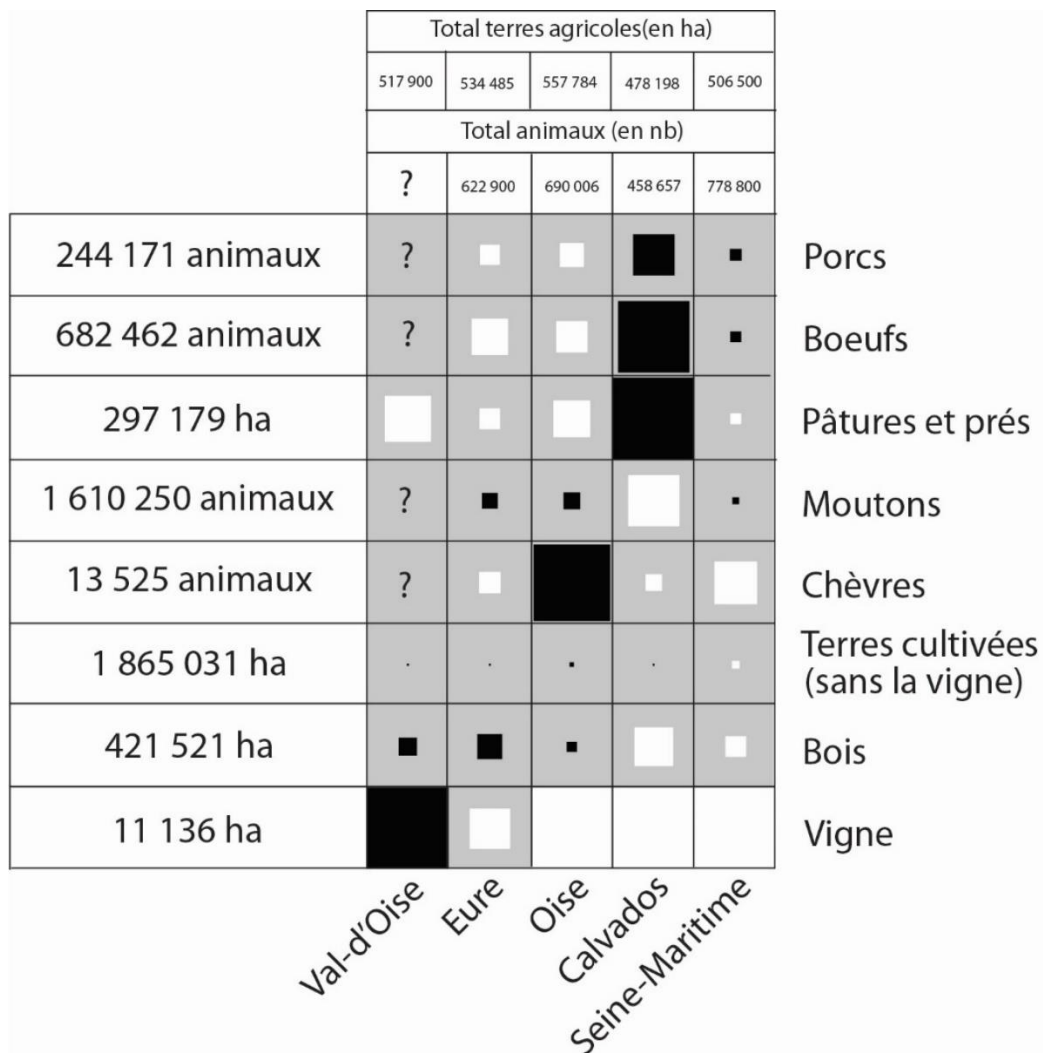 Total terres agricoles(en ha)
517 900 534 485 557 784 478 198 506 500
Total animaux (en nb)
? 622 900 690 006 458 657 778 800
244 171 animaux ? Porcs
682 462 animaux ? Boeufs
297 179 ha Pâtures et prés
1 610 250 animaux ? Moutons
13 525 animaux ? Chèvres
1 865 031 ha Terres cultivées
(sans la vigne)
421 521 ha Bois
11 136 ha Vigne
Val-d'Oise
Eure
Oise
Calvados
Seine-Maritime